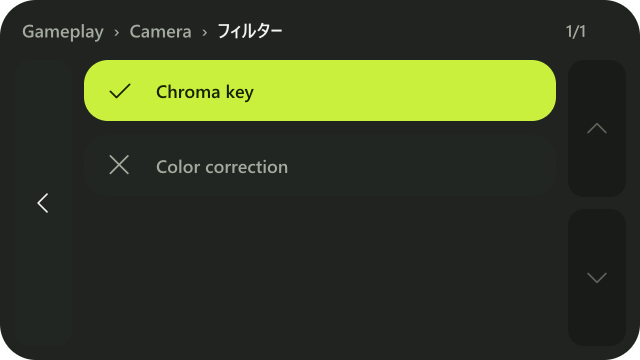 Gameplay › Camera › フィルター 1/1
Chroma key
Color correction